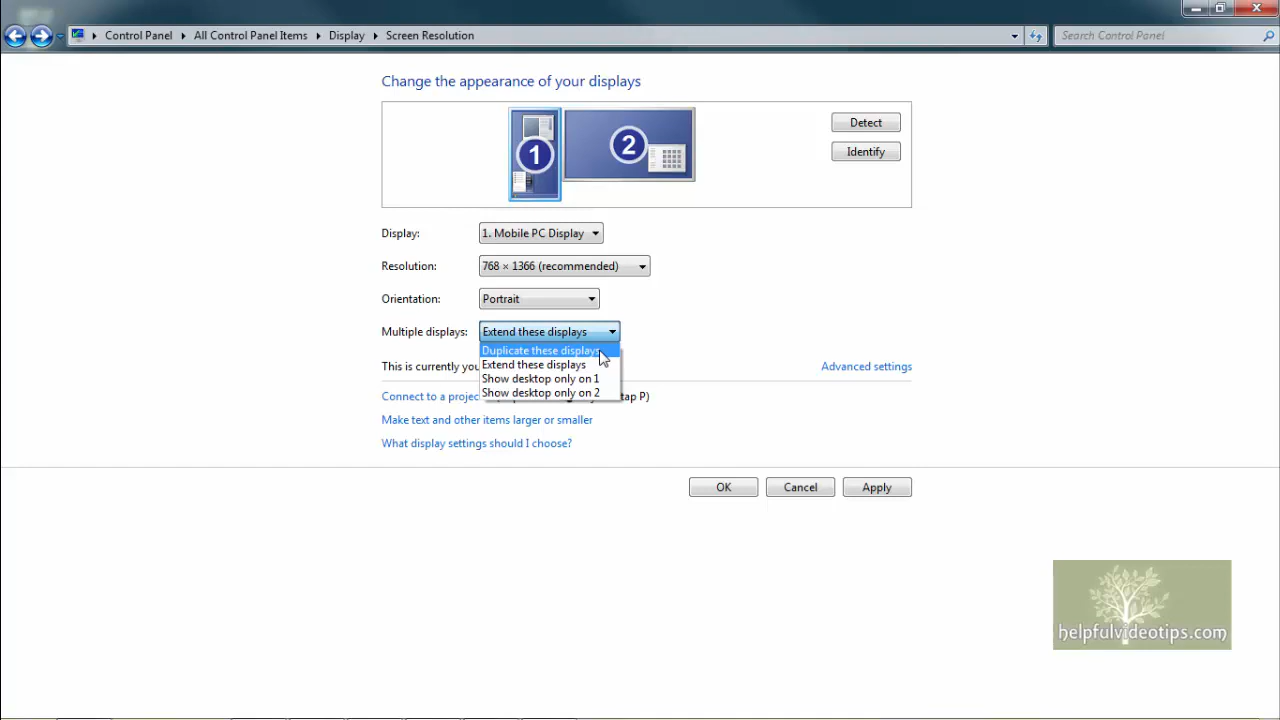 Control Panel All Control Panel Items Display Screen Resolution Search Control Panel
Change the appearance of your displays
1 2
Detect
Identify
Display: 1. Mobile PC Display
Resolution: 768 × 1366 (recommended)
Orientation: Portrait
Multiple displays: Extend these displays
Duplicate these displays
Extend these displays
Show desktop only on 1
Show desktop only on 2
This is currently Advanced settings
Connect to a tap P)
Make text and other items larger or smaller
What display settings should I choose?
OK Cancel Apply
helpfulvideotips.com